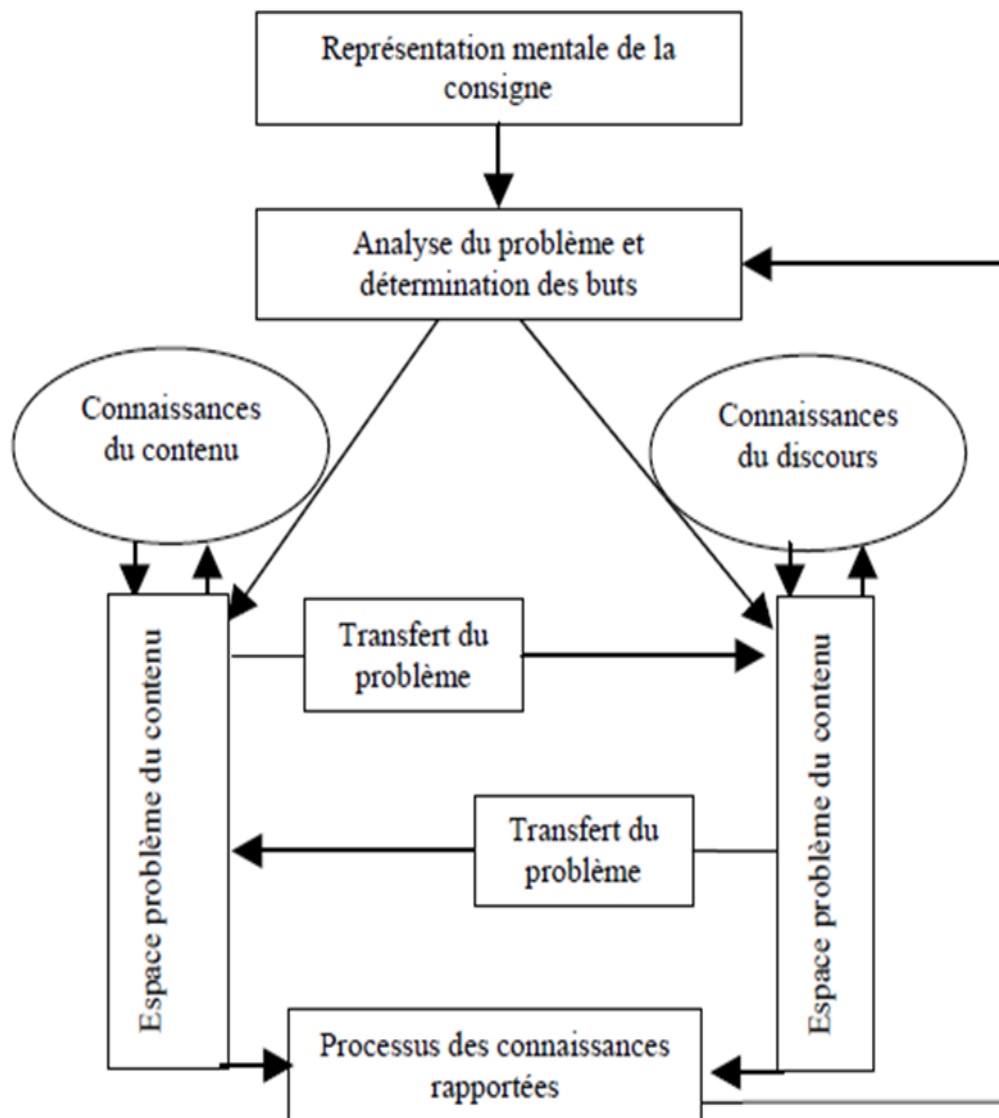 Représentation mentale de la
consigne
Analyse du problème et
détermination des buts
Connaissances
du contenu
Connaissances
du discours
Espace problème du contenu
Transfert du
problème
Espace problème du contenu
Transfert du
problème
Processus des connaissances
rapportées